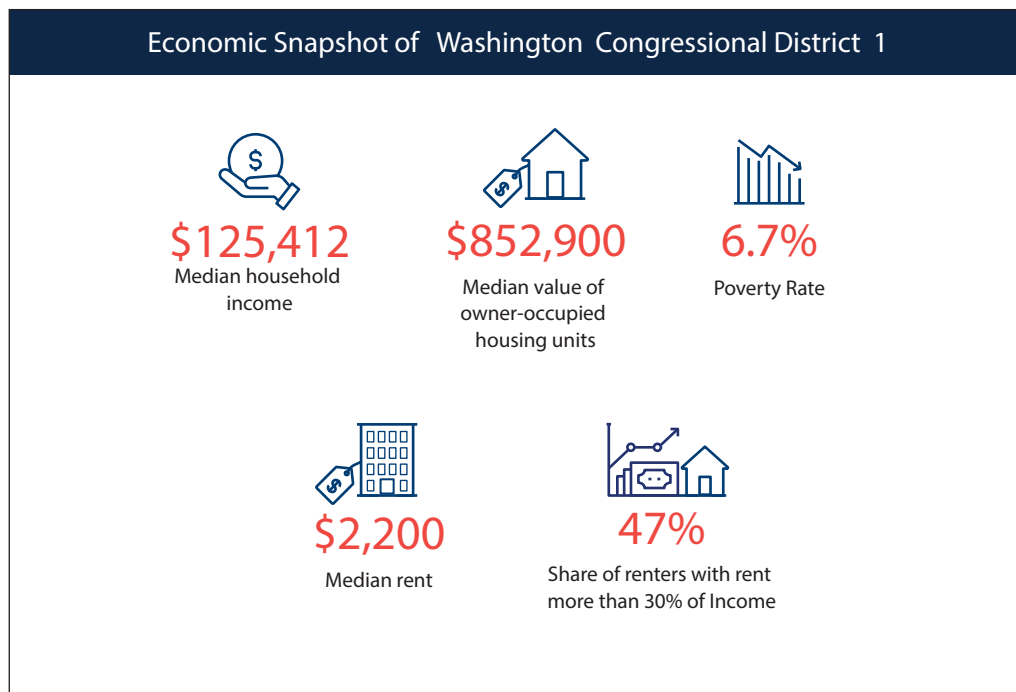 Economic Snapshot of Washington Congressional District 1
$
$
$125,412
Median household
income
$852,900
Median value of
owner-occupied
housing units
6.7%
Poverty Rate
$
$2,200
Median rent
47%
Share of renters with rent
more than 30% of Income